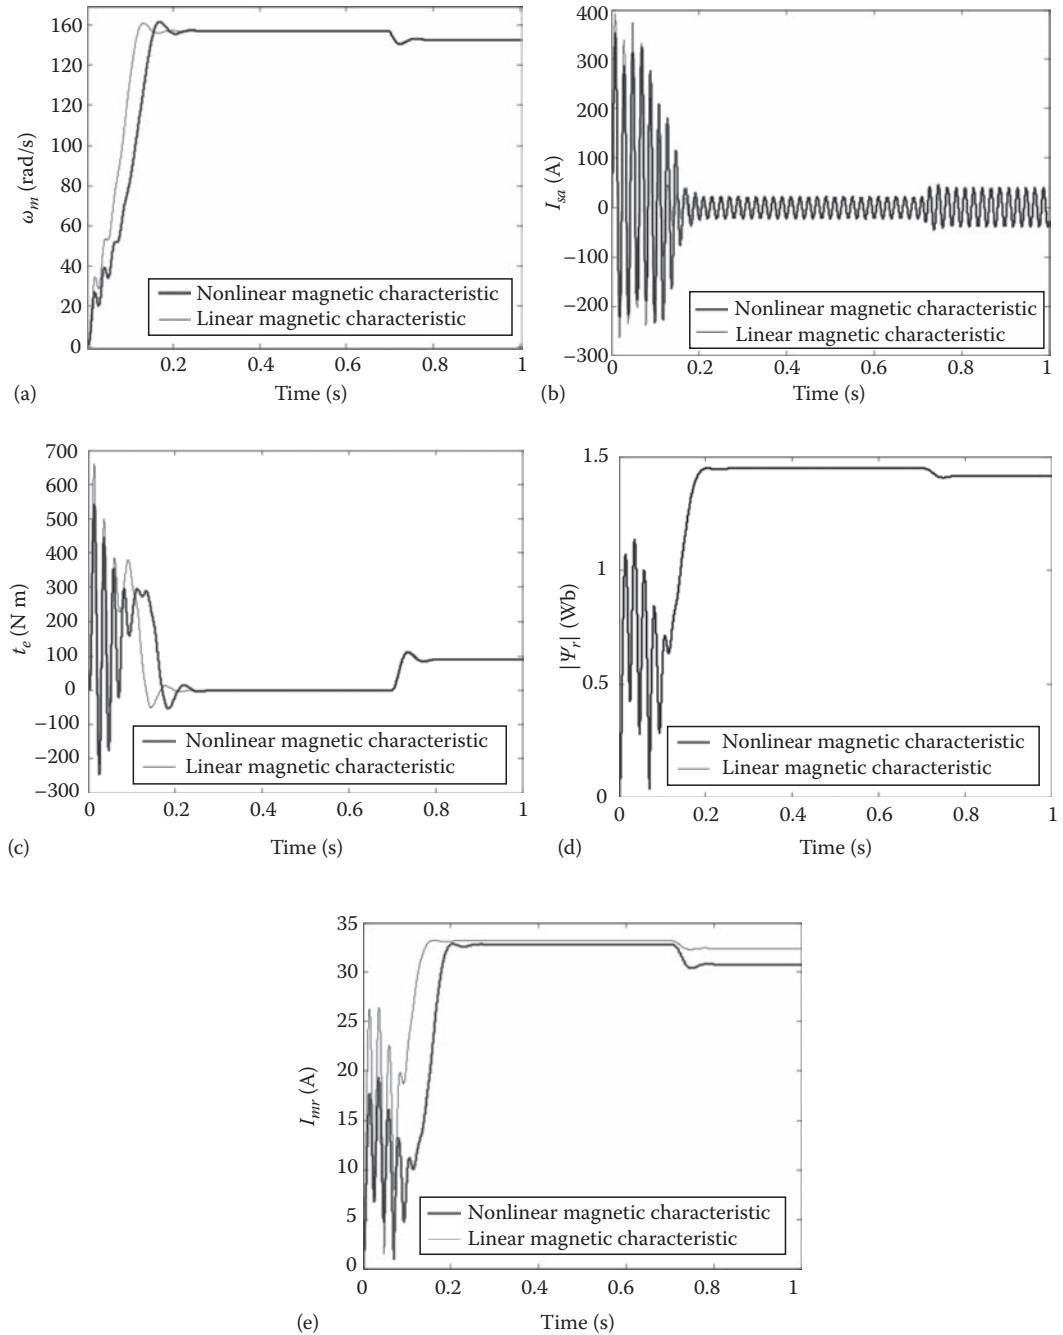 160
140
120
100
80
60
40
20
0
ω_m (rad/s)
Nonlinear magnetic characteristic
Linear magnetic characteristic
0.2 0.4 0.6 0.8 1
Time (s)
(a)
400
300
200
100
0
−100
−200
−300
I_sa (A)
Nonlinear magnetic characteristic
Linear magnetic characteristic
0 0.2 0.4 0.6 0.8 1
Time (s)
(b)
700
600
500
400
300
200
100
0
−100
−200
−300
t_e (N m)
Nonlinear magnetic characteristic
Linear magnetic characteristic
0 0.2 0.4 0.6 0.8 1
Time (s)
(c)
1.5
1
0.5
0
|Ψ_r| (Wb)
Nonlinear magnetic characteristic
Linear magnetic characteristic
0 0.2 0.4 0.6 0.8 1
Time (s)
(d)
35
30
25
20
15
10
5
0
I_mr (A)
Nonlinear magnetic characteristic
Linear magnetic characteristic
0 0.2 0.4 0.6 0.8 1
Time (s)
(e)